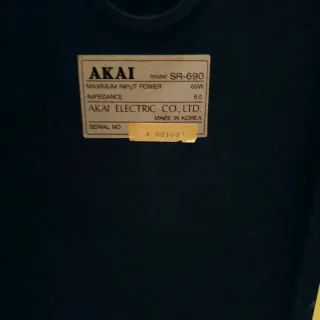 AKAI model SR-690
MAXIMUM INPUT POWER 65W
IMPEDANCE 8Ω
AKAI ELECTRIC CO., LTD.
MADE IN KOREA
SERIAL NO